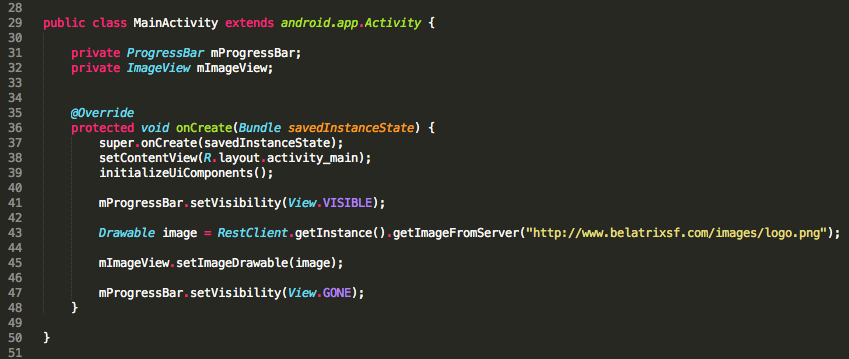 28
29 public class MainActivity extends android.app.Activity {
30
31     private ProgressBar mProgressBar;
32     private ImageView mImageView;
33
34
35     @Override
36     protected void onCreate(Bundle savedInstanceState) {
37         super.onCreate(savedInstanceState);
38         setContentView(R.layout.activity_main);
39         initializeUiComponents();
40
41         mProgressBar.setVisibility(View.VISIBLE);
42
43         Drawable image = RestClient.getInstance().getImageFromServer("http://www.belatrixsf.com/images/logo.png");
44
45         mImageView.setImageDrawable(image);
46
47         mProgressBar.setVisibility(View.GONE);
48     }
49
50 }
51